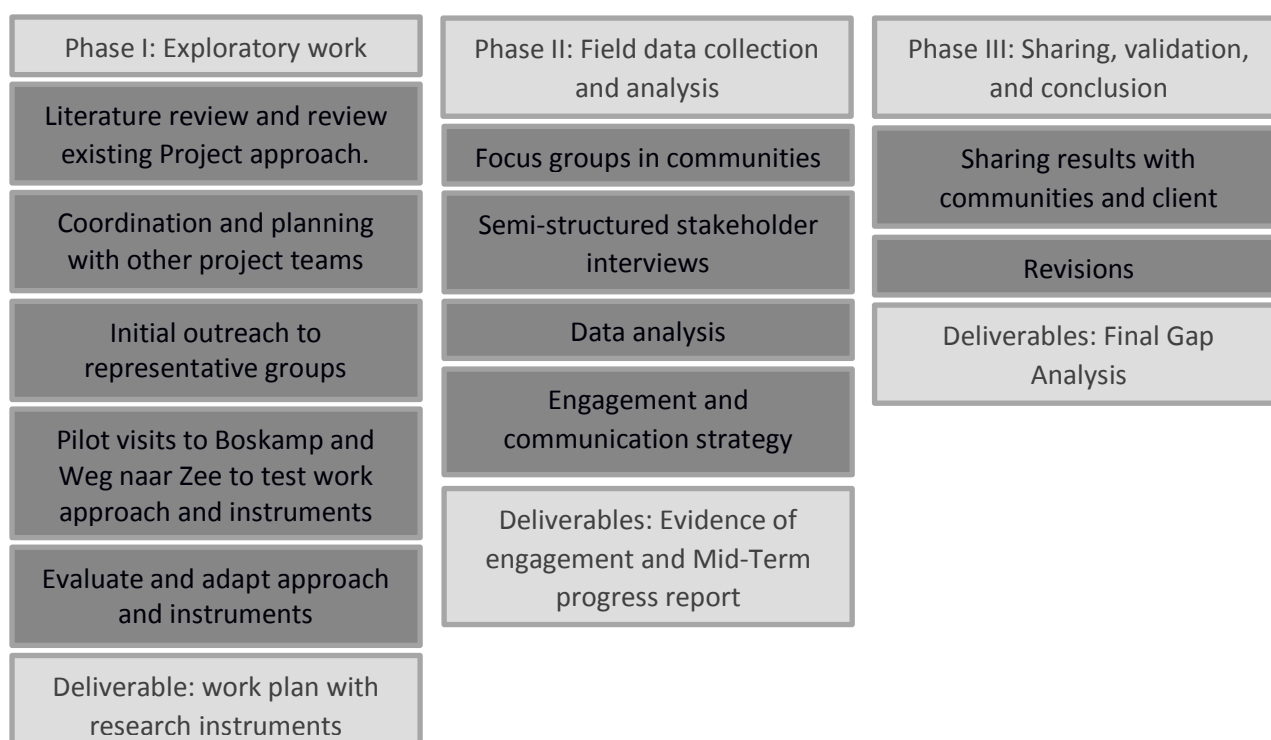 Phase I: Exploratory work
Literature review and review
existing Project approach.
Coordination and planning
with other project teams
Initial outreach to
representative groups
Pilot visits to Boskamp and
Weg naar Zee to test work
approach and instruments
Evaluate and adapt approach
and instruments
Deliverable: work plan with
research instruments
Phase II: Field data collection
and analysis
Focus groups in communities
Semi-structured stakeholder
interviews
Data analysis
Engagement and
communication strategy
Deliverables: Evidence of
engagement and Mid-Term
progress report
Phase III: Sharing, validation,
and conclusion
Sharing results with
communities and client
Revisions
Deliverables: Final Gap
Analysis